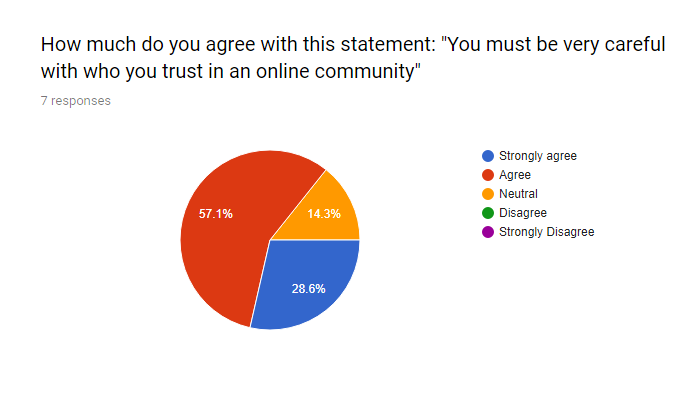 How much do you agree with this statement: "You must be very careful
with who you trust in an online community"
7 responses
Strongly agree
Agree
Neutral
Disagree
Strongly Disagree
57.1%
14.3%
28.6%